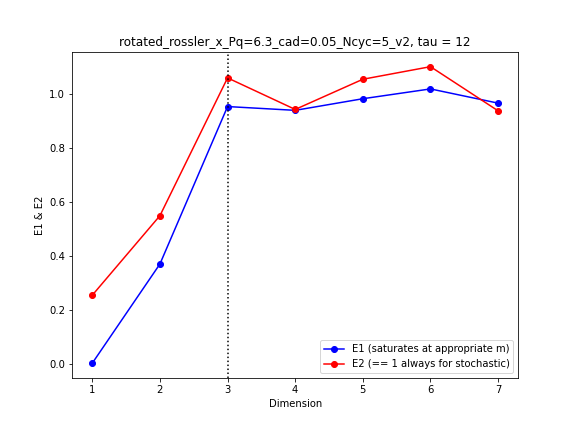 rotated_rossler_x_Pq=6.3_cad=0.05_Ncyc=5_v2, tau = 12
E1 & E2
1.0
0.8
0.6
0.4
0.2
0.0
E1 (saturates at appropriate m)
E2 (== 1 always for stochastic)
1 2 3 4 5 6 7
Dimension